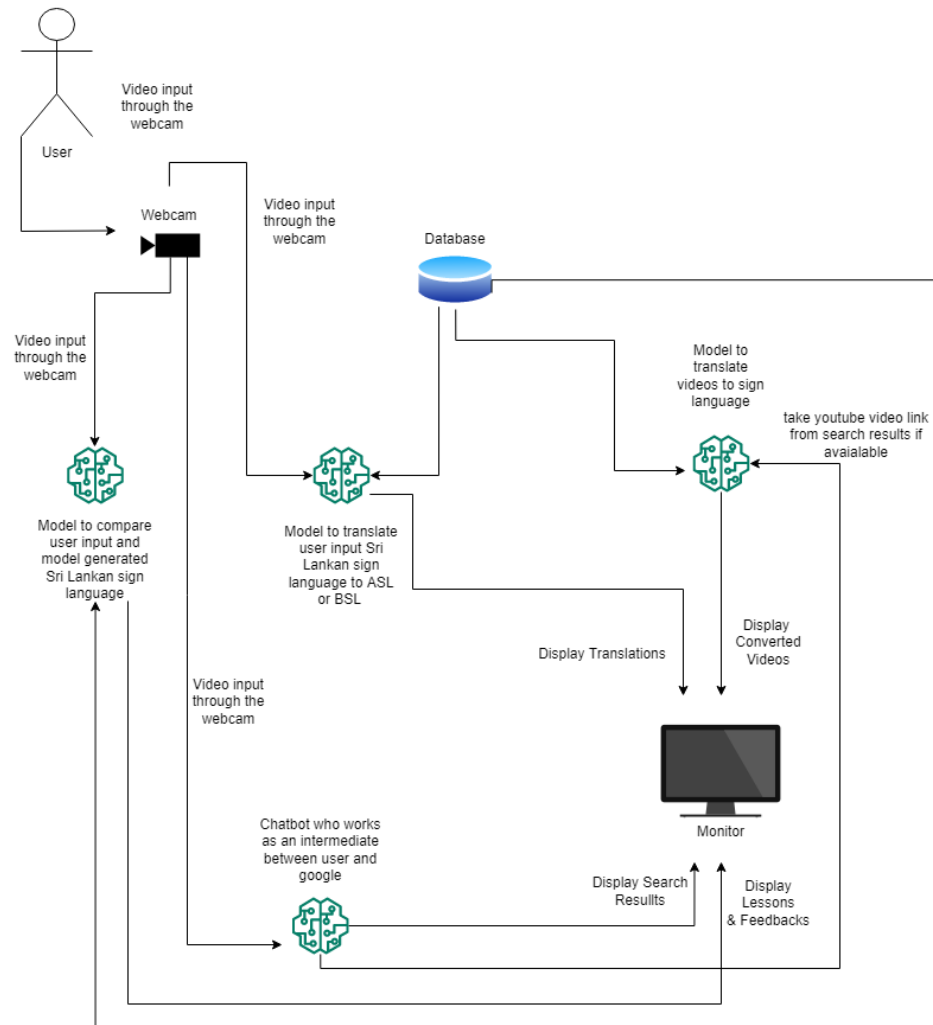 Video input
through the
webcam
User
Webcam
Video input
through the
webcam
Database
Video input
through the
webcam
Model to
translate
videos to sign
language
take youtube video link
from search results if
avaialable
Model to compare
user input and
model generated
Sri Lankan sign
language
Model to translate
user input Sri
Lankan sign
language to ASL
or BSL
Display Translations
Display
Converted
Videos
Video input
through the
webcam
Monitor
Chatbot who works
as an intermediate
between user and
google
Display Search
Resullts
Display
Lessons
& Feedbacks